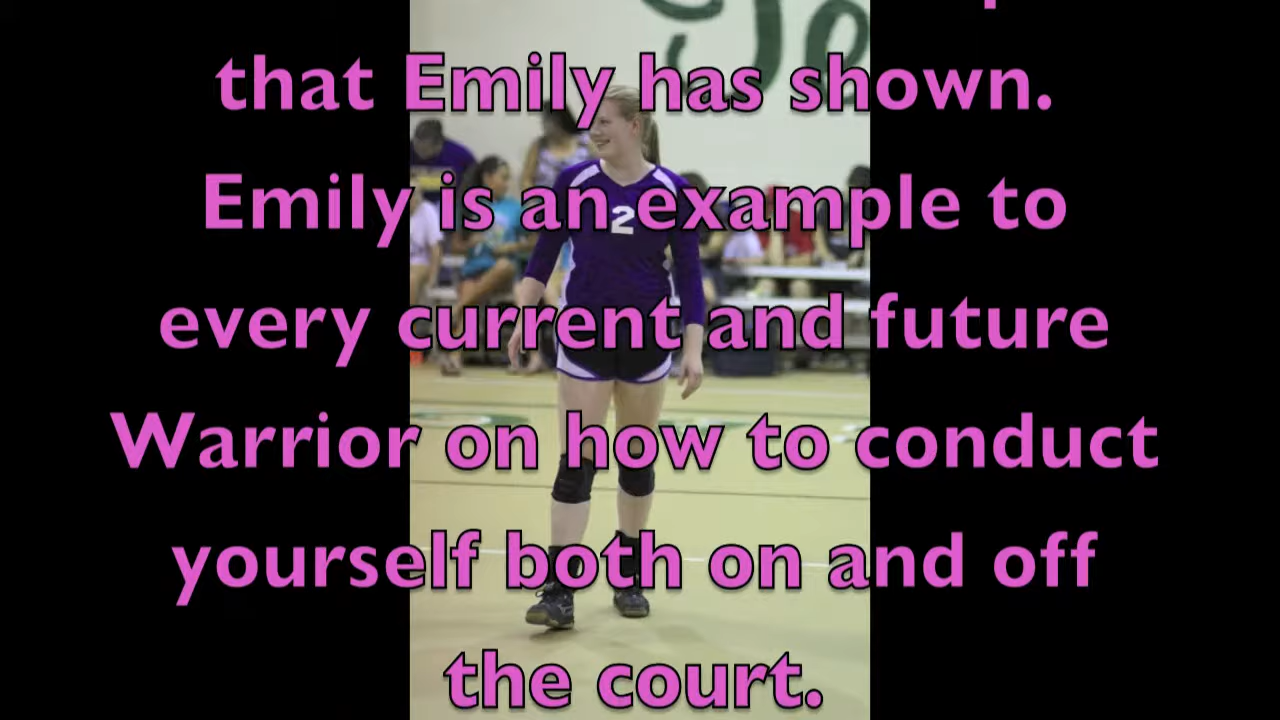 that Emily has shown.
Emily is an example to
2
every current and future
Warrior on how to conduct
yourself both on and off
the court.